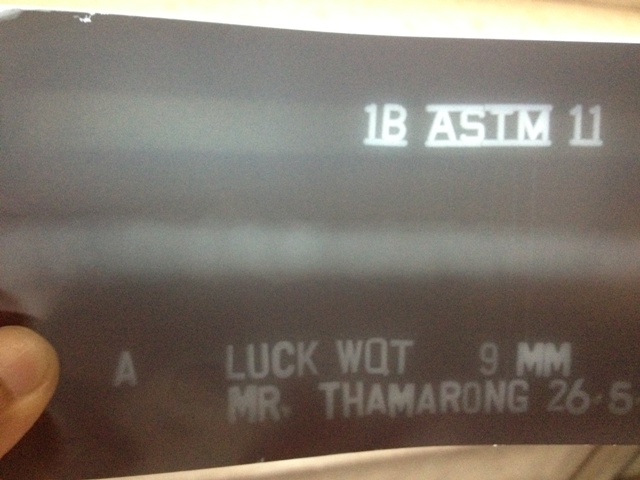 1B ASTM 11
A LUCK WQT 9 MM
MR. THAMARONG 26-5-